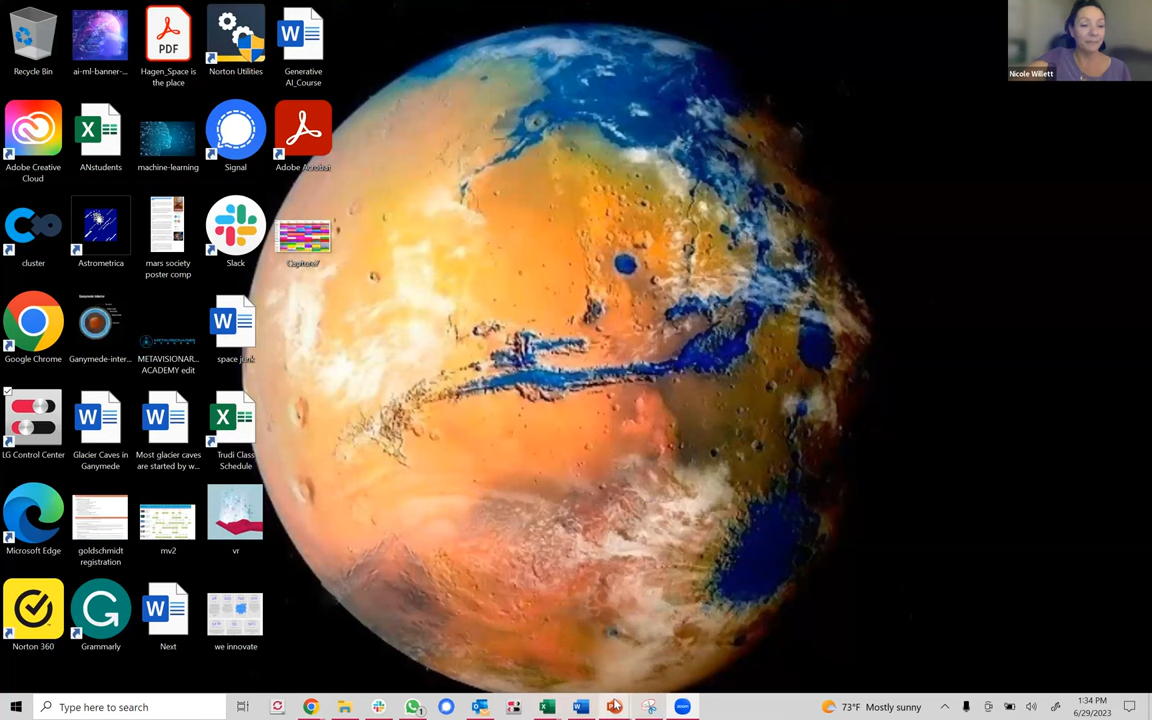 Recycle Bin
ai-ml-banner-...
Hagen_Space is
the place
Norton Utilities
Generative
AI_Course
PDF
Nicole Willett
Adobe Creative
Cloud
ANstudents
machine-learning
Signal
Adobe Acrobat
cluster
Astrometrica
mars society
poster comp
Slack
Capture7
Google Chrome
Ganymede-inter...
METAVISIONAR...
ACADEMY edit
space junk
LG Control Center
Glacier Caves in
Ganymede
Most glacier caves
are started by w...
Trudi Class
Schedule
Microsoft Edge
goldschmidt
registration
mv2
vr
Norton 360
Grammarly
Next
we innovate
Type here to search
1
zoom
73°F Mostly sunny
1:34 PM
6/29/2023